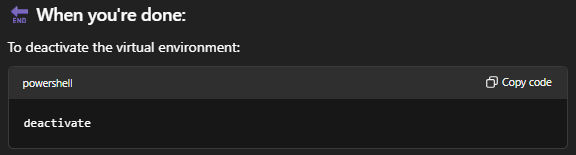 END When you're done:
To deactivate the virtual environment:
powershell Copy code
deactivate